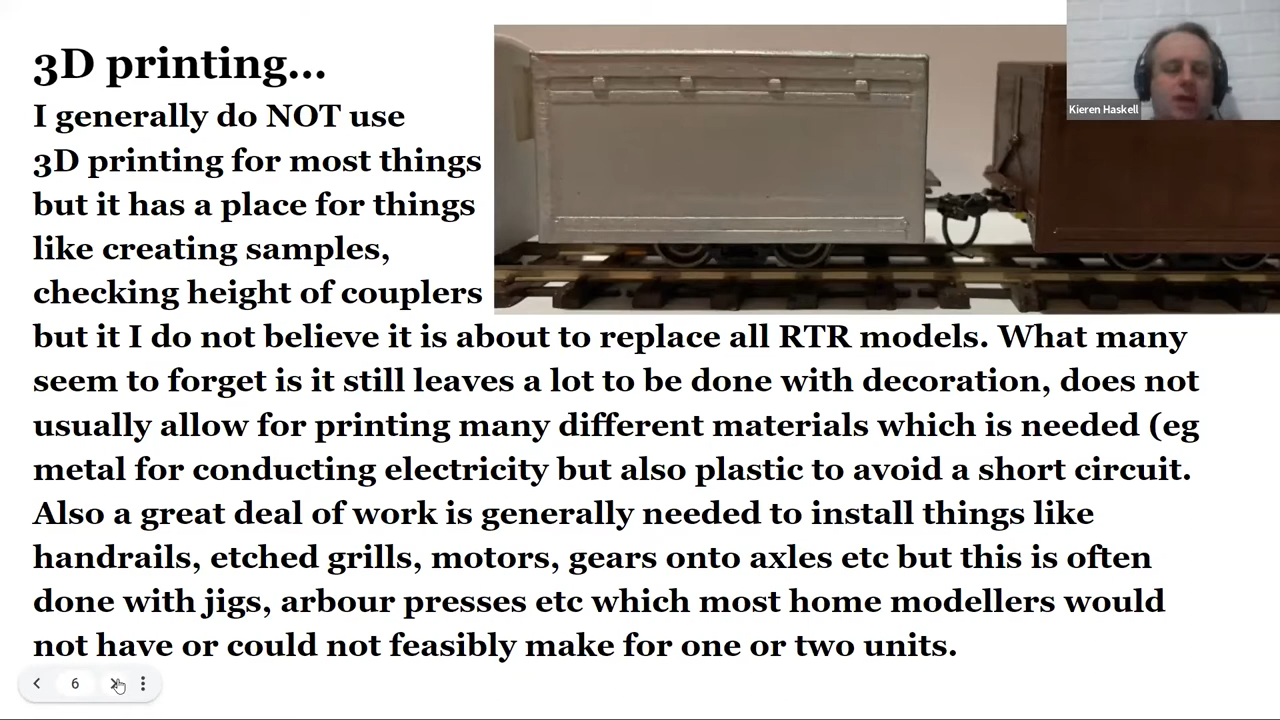 3D printing...
I generally do NOT use
3D printing for most things
but it has a place for things
like creating samples,
checking height of couplers
but it I do not believe it is about to replace all RTR models. What many
seem to forget is it still leaves a lot to be done with decoration, does not
usually allow for printing many different materials which is needed (eg
metal for conducting electricity but also plastic to avoid a short circuit.
Also a great deal of work is generally needed to install things like
handrails, etched grills, motors, gears onto axles etc but this is often
done with jigs, arbour presses etc which most home modellers would
not have or could not feasibly make for one or two units.
Kieren Haskell
6